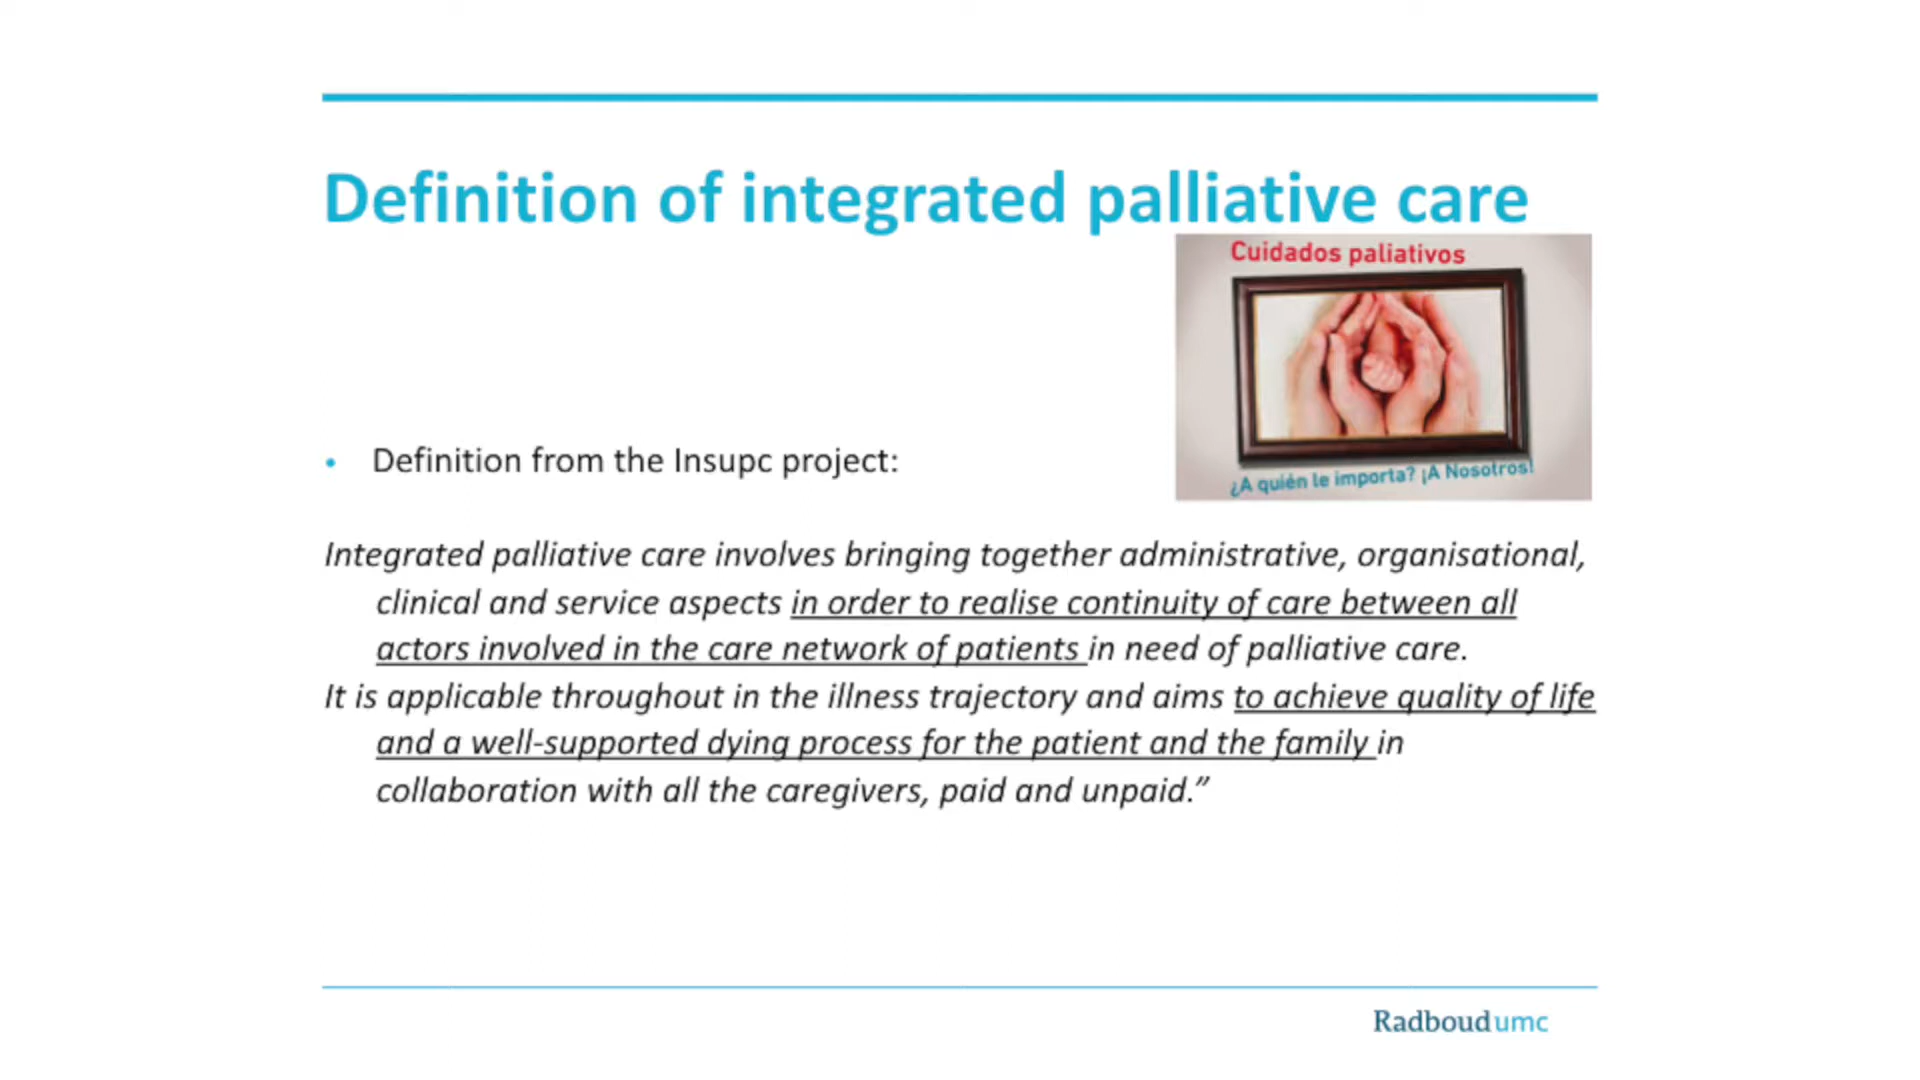 Definition of integrated palliative care
Cuidados paliativos
¿A quién le importa? ¡A Nosotros!
• Definition from the Insupc project:
Integrated palliative care involves bringing together administrative, organisational,
clinical and service aspects in order to realise continuity of care between all
actors involved in the care network of patients in need of palliative care.
It is applicable throughout in the illness trajectory and aims to achieve quality of life
and a well-supported dying process for the patient and the family in
collaboration with all the caregivers, paid and unpaid.”
Radboudumc